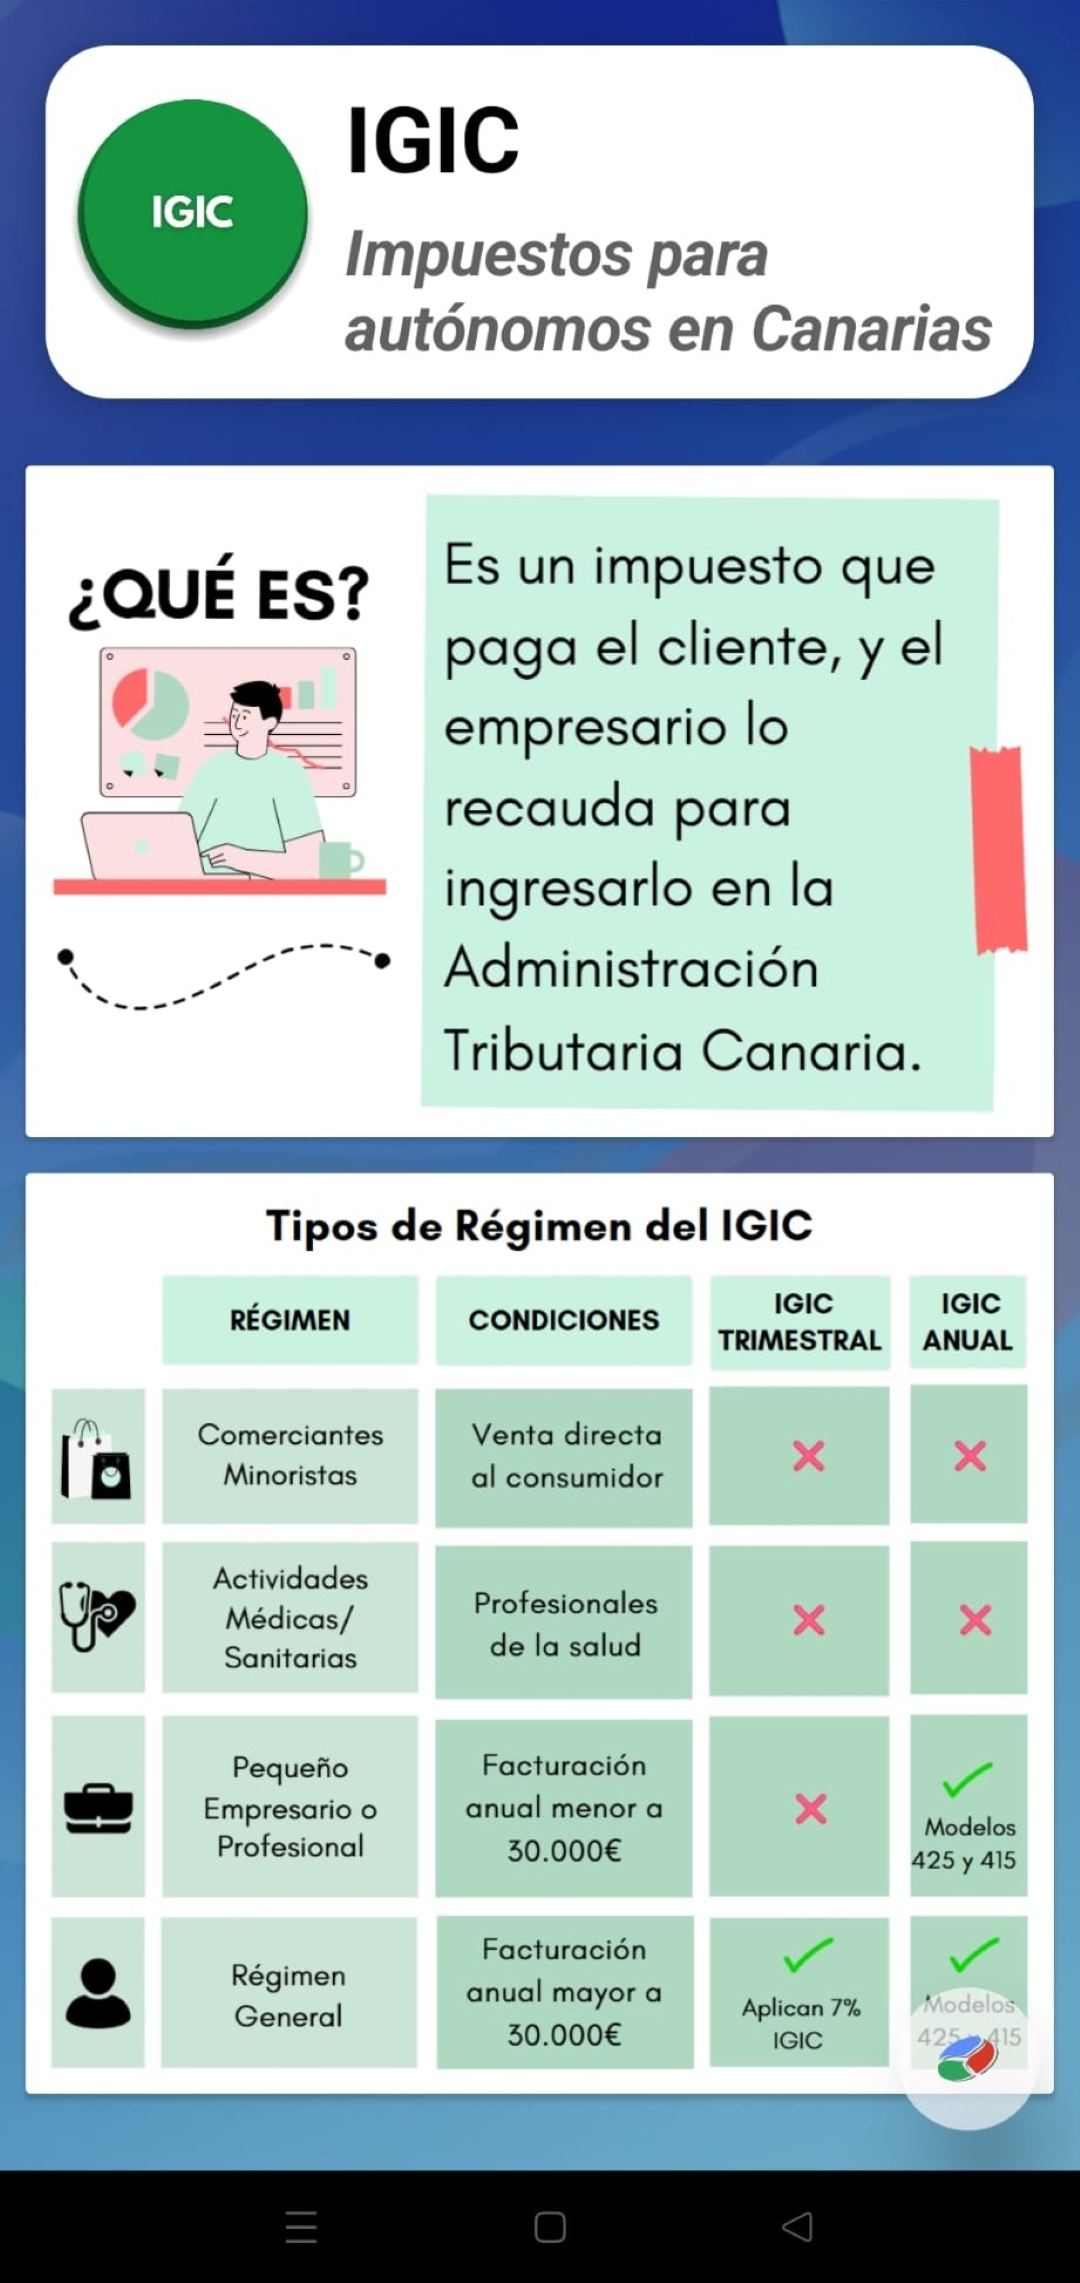 IGIC
IGIC
Impuestos para
autónomos en Canarias
¿QUÉ ES?
Es un impuesto que
paga el cliente, y el
empresario lo
recauda para
ingresarlo en la
Administración
Tributaria Canaria.
Tipos de Régimen del IGIC
RÉGIMEN
CONDICIONES
IGIC
TRIMESTRAL
IGIC
ANUAL
Comerciantes
Minoristas
Venta directa
al consumidor
Actividades
Médicas/
Sanitarias
Profesionales
de la salud
Pequeño
Empresario o
Profesional
Facturación
anual menor a
30.000€
Modelos
425 y 415
Régimen
General
Facturación
anual mayor a
30.000€
Aplican 7%
IGIC
Modelos
425 y 415